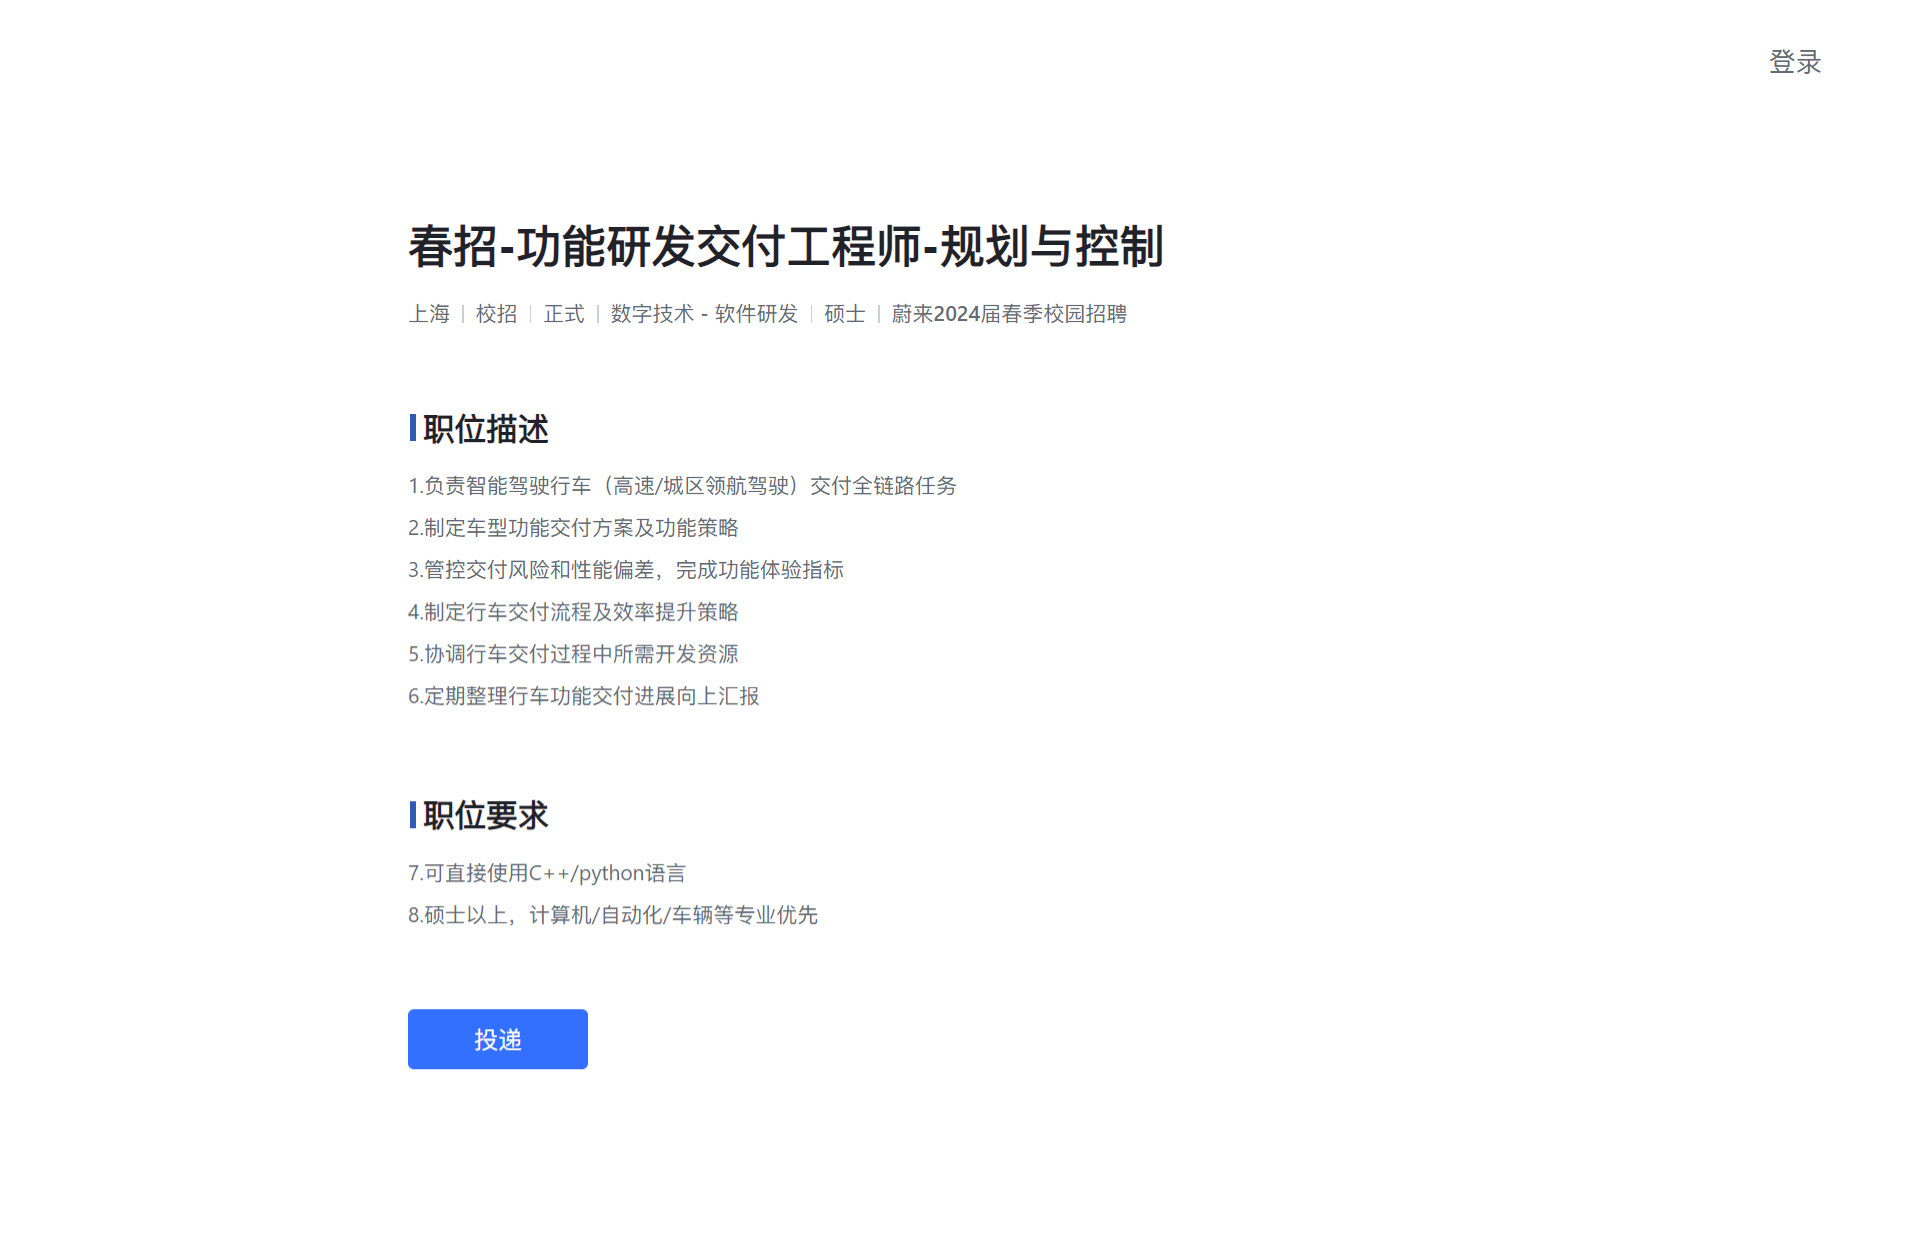 登录
春招-功能研发交付工程师-规划与控制
上海 | 校招 | 正式 | 数字技术 - 软件研发 | 硕士 | 蔚来2024届春季校园招聘
职位描述
1.负责智能驾驶行车（高速/城区领航驾驶）交付全链路任务
2.制定车型功能交付方案及功能策略
3.管控交付风险和性能偏差，完成功能体验指标
4.制定行车交付流程及效率提升策略
5.协调行车交付过程中所需开发资源
6.定期整理行车功能交付进展向上汇报
职位要求
7.可直接使用C++/python语言
8.硕士以上，计算机/自动化/车辆等专业优先
投递